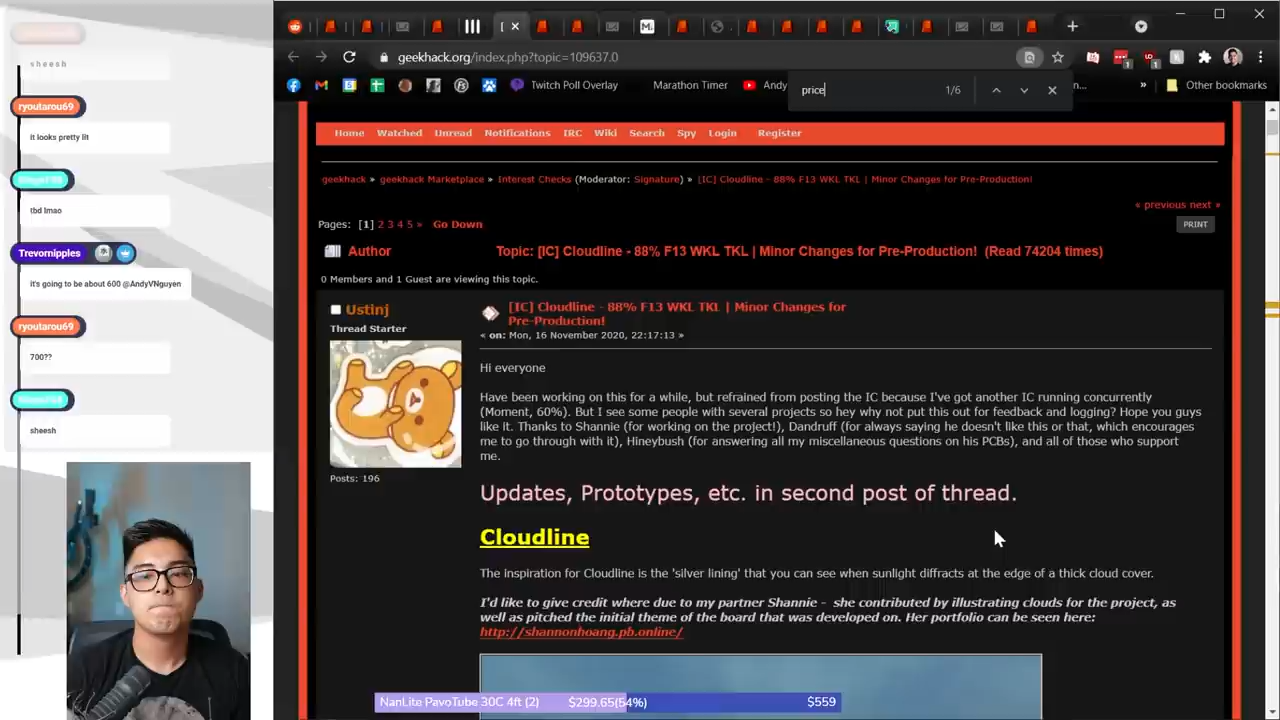 sheesh
ryoutarou69
it looks pretty lit
tbd lmao
Trevornipples
it's going to be about 600 @AndyVNguyen
ryoutarou69
700??
sheesh
geekhack.org/index.php?topic=109637.0
Twitch Poll Overlay
Marathon Timer
Andy
n...
»
Other bookmarks
price
1/6
Home Watched Unread Notifications IRC Wiki Search Spy Login Register
geekhack » geekhack Marketplace » Interest Checks (Moderator: Signature) » [IC] Cloudline - 88% F13 WKL TKL | Minor Changes for Pre-Production!
« previous next »
Pages: [1] 2 3 4 5 » Go Down
PRINT
Author
Topic: [IC] Cloudline - 88% F13 WKL TKL | Minor Changes for Pre-Production! (Read 74204 times)
0 Members and 1 Guest are viewing this topic.
Ustinj
Thread Starter
Posts: 196
[IC] Cloudline - 88% F13 WKL TKL | Minor Changes for
Pre-Production!
« on: Mon, 16 November 2020, 22:17:13 »
Hi everyone
Have been working on this for a while, but refrained from posting the IC because I've got another IC running concurrently
(Moment, 60%). But I see some people with several projects so hey why not put this out for feedback and logging? Hope you guys
like it. Thanks to Shannie (for working on the project!), Dandruff (for always saying he doesn't like this or that, which encourages
me to go through with it), Hineybush (for answering all my miscellaneous questions on his PCBs), and all of those who support
me.
Updates, Prototypes, etc. in second post of thread.
Cloudline
The inspiration for Cloudline is the 'silver lining' that you can see when sunlight diffracts at the edge of a thick cloud cover.
I'd like to give credit where due to my partner Shannie - she contributed by illustrating clouds for the project, as
well as pitched the initial theme of the board that was developed on. Her portfolio can be seen here:
http://shannonhoang.pb.online/
NanLite PavoTube 30C 4ft (2) $299.65(54%) $559